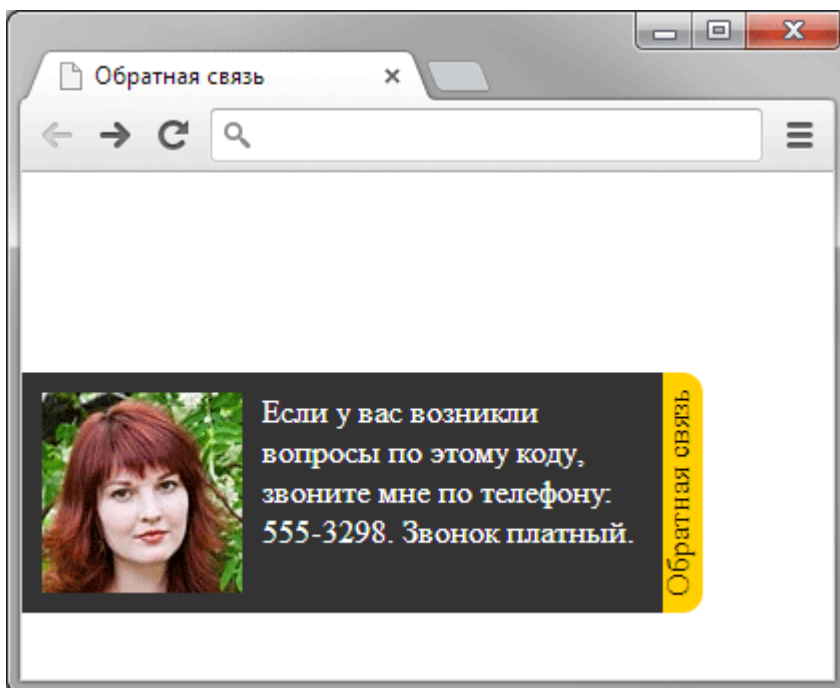 Обратная связь
Если у вас возникли
вопросы по этому коду,
звоните мне по телефону:
555-3298. Звонок платный.
Обратная связь